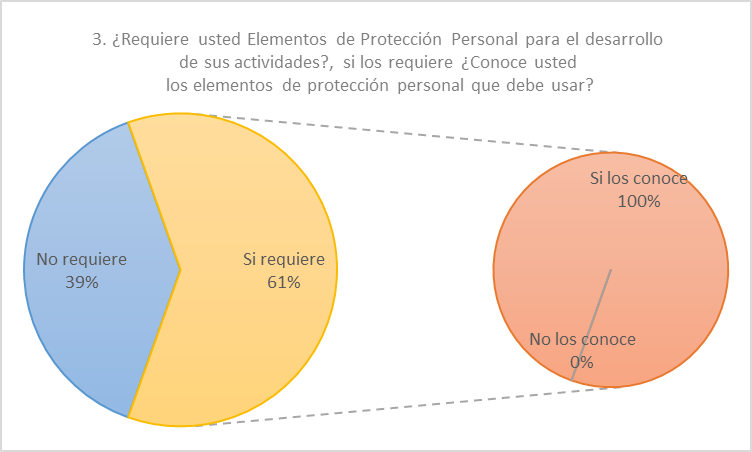 3. ¿Requiere usted Elementos de Protección Personal para el desarrollo
de sus actividades?, si los requiere ¿Conoce usted
los elementos de protección personal que debe usar?
No requiere
39%
Si requiere
61%
Si los conoce
100%
No los conoce
0%